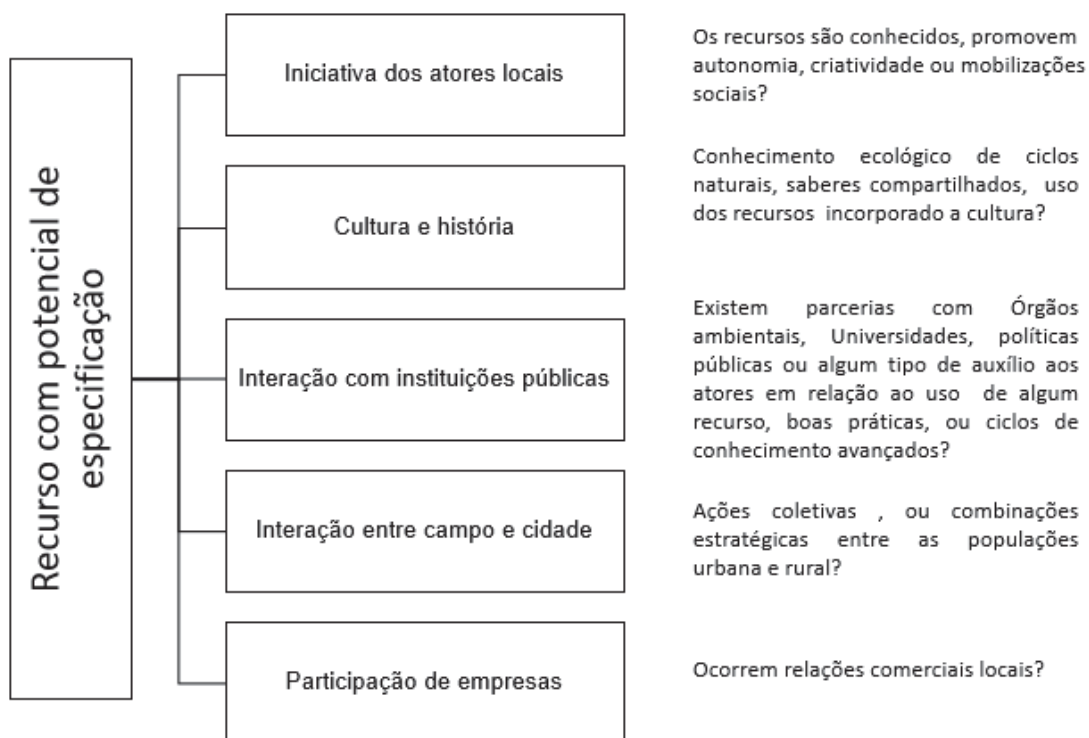 Recurso com potencial de
especificação
Iniciativa dos atores locais
Os recursos são conhecidos, promovem
autonomia, criatividade ou mobilizações
sociais?
Cultura e história
Conhecimento ecológico de ciclos
naturais, saberes compartilhados, uso
dos recursos incorporado a cultura?
Interação com instituições públicas
Existem parcerias com Órgãos
ambientais, Universidades, políticas
públicas ou algum tipo de auxílio aos
atores em relação ao uso de algum
recurso, boas práticas, ou ciclos de
conhecimento avançados?
Interação entre campo e cidade
Ações coletivas , ou combinações
estratégicas entre as populações
urbana e rural?
Participação de empresas
Ocorrem relações comerciais locais?